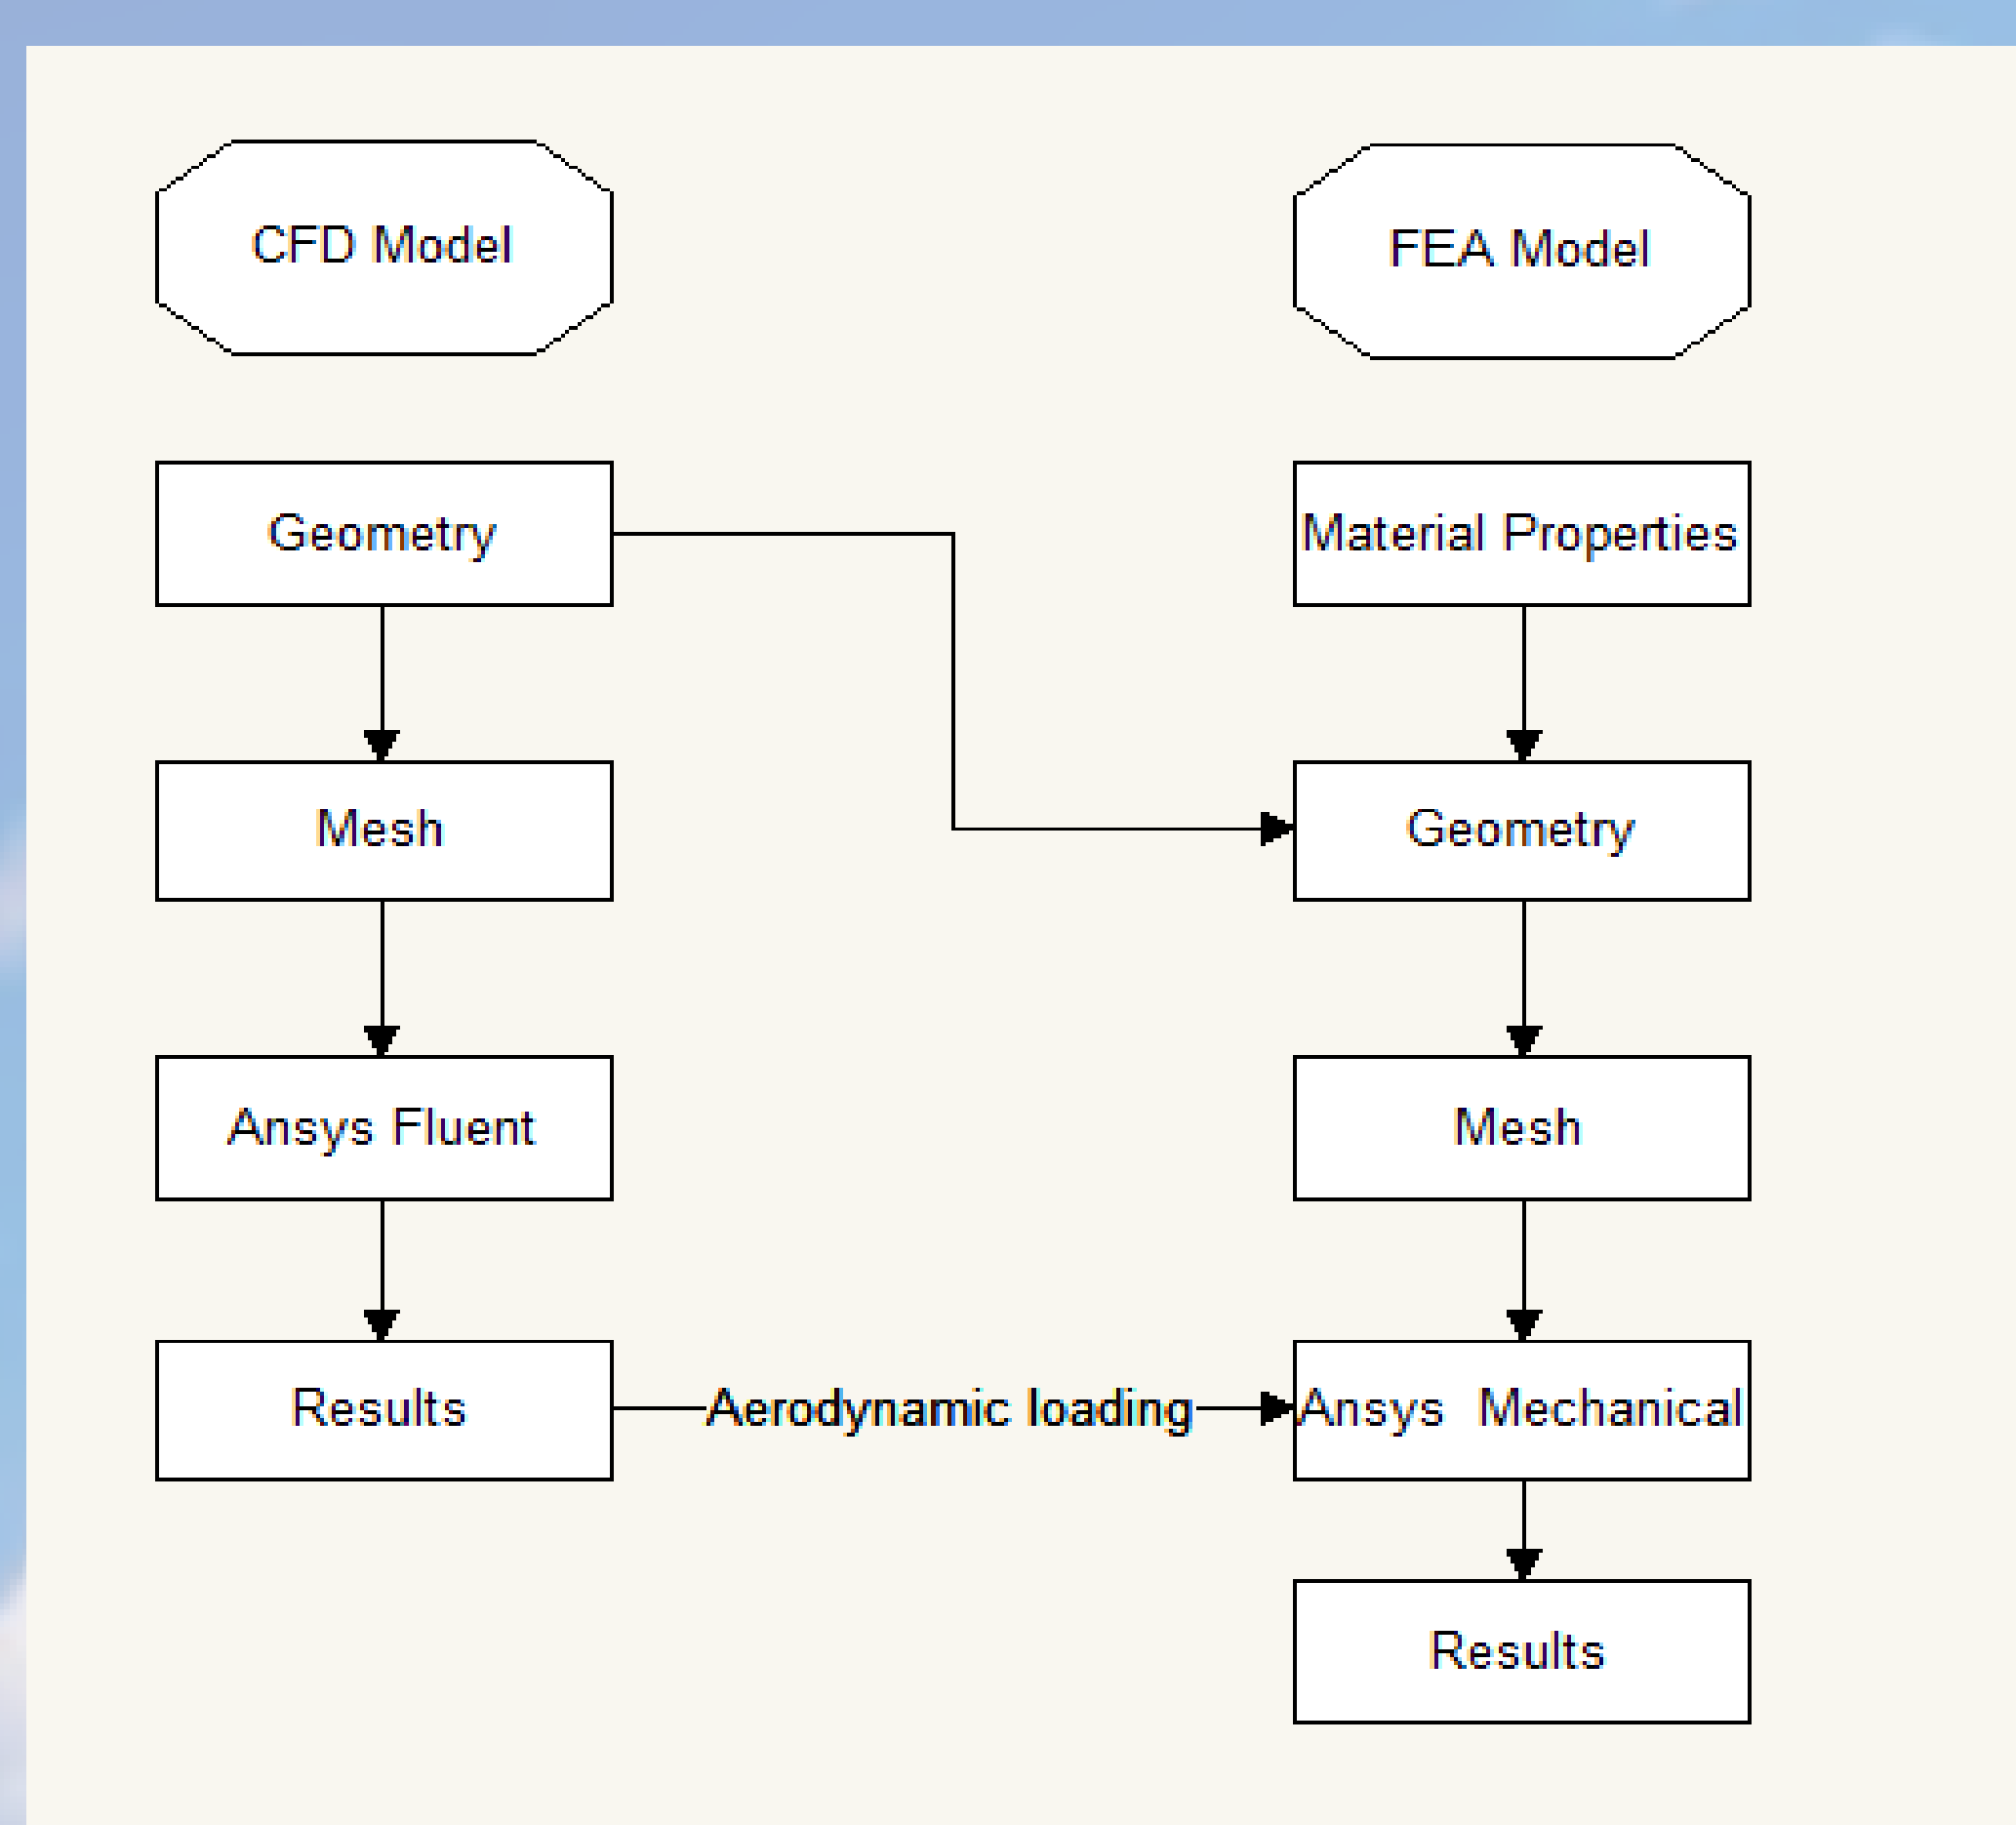 CFD Model
FEA Model
Geometry
Material Properties
Mesh
Geometry
Ansys Fluent
Mesh
Results
Aerodynamic loading
Ansys  Mechanical
Results